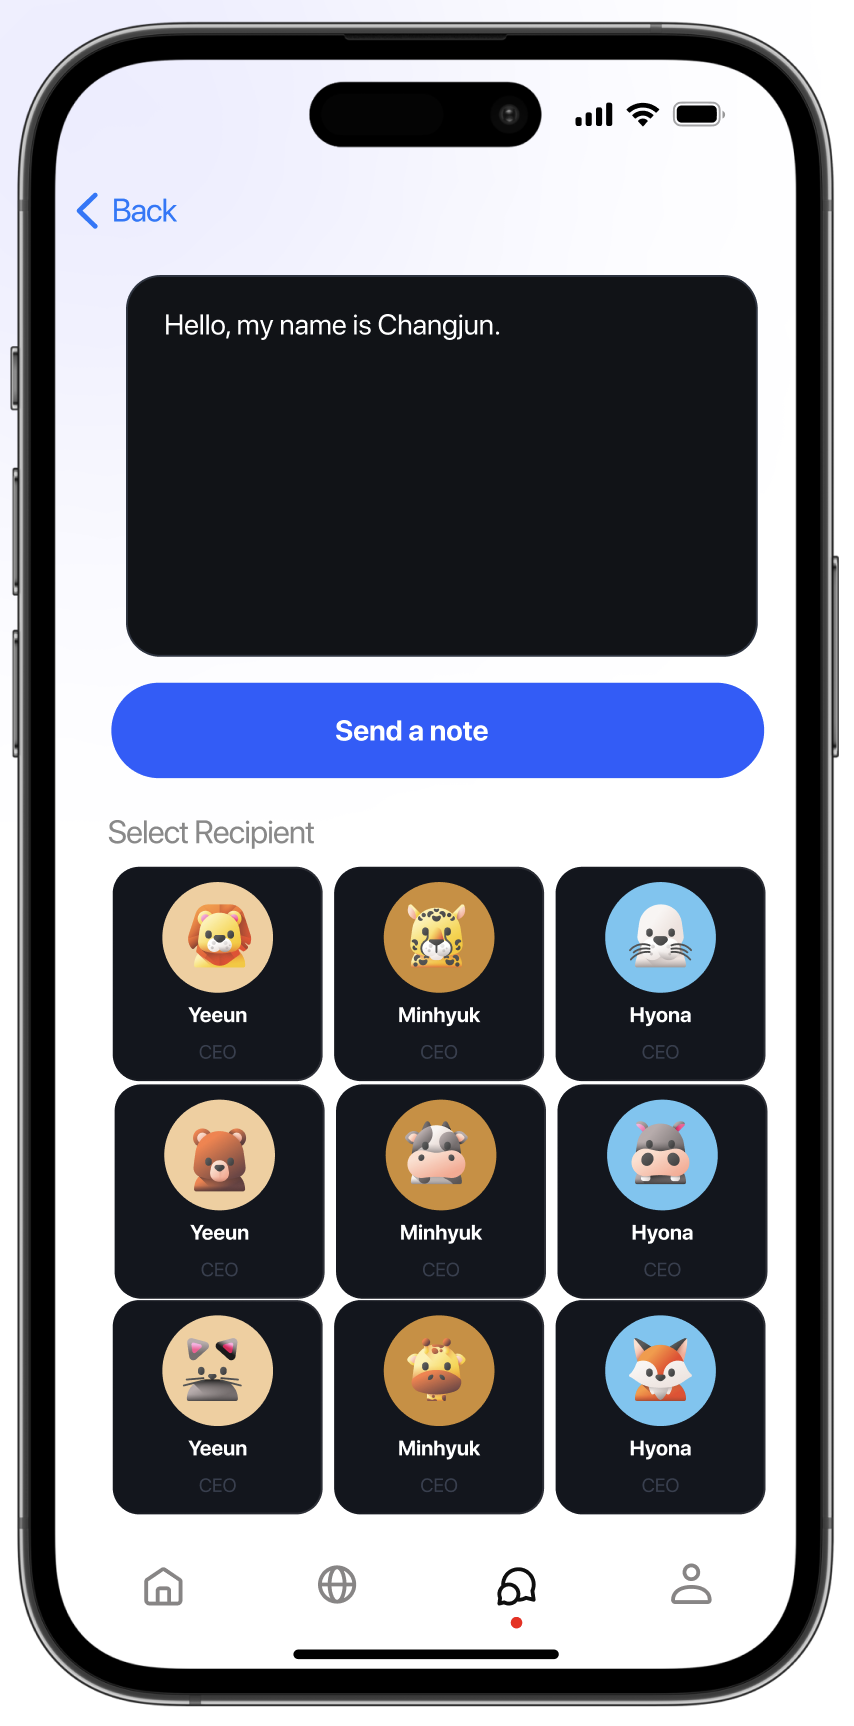 Back
Hello, my name is Changjun.
Send a note
Select Recipient
Yeeun
CEO
Minhyuk
CEO
Hyona
CEO
Yeeun
CEO
Minhyuk
CEO
Hyona
CEO
Yeeun
CEO
Minhyuk
CEO
Hyona
CEO